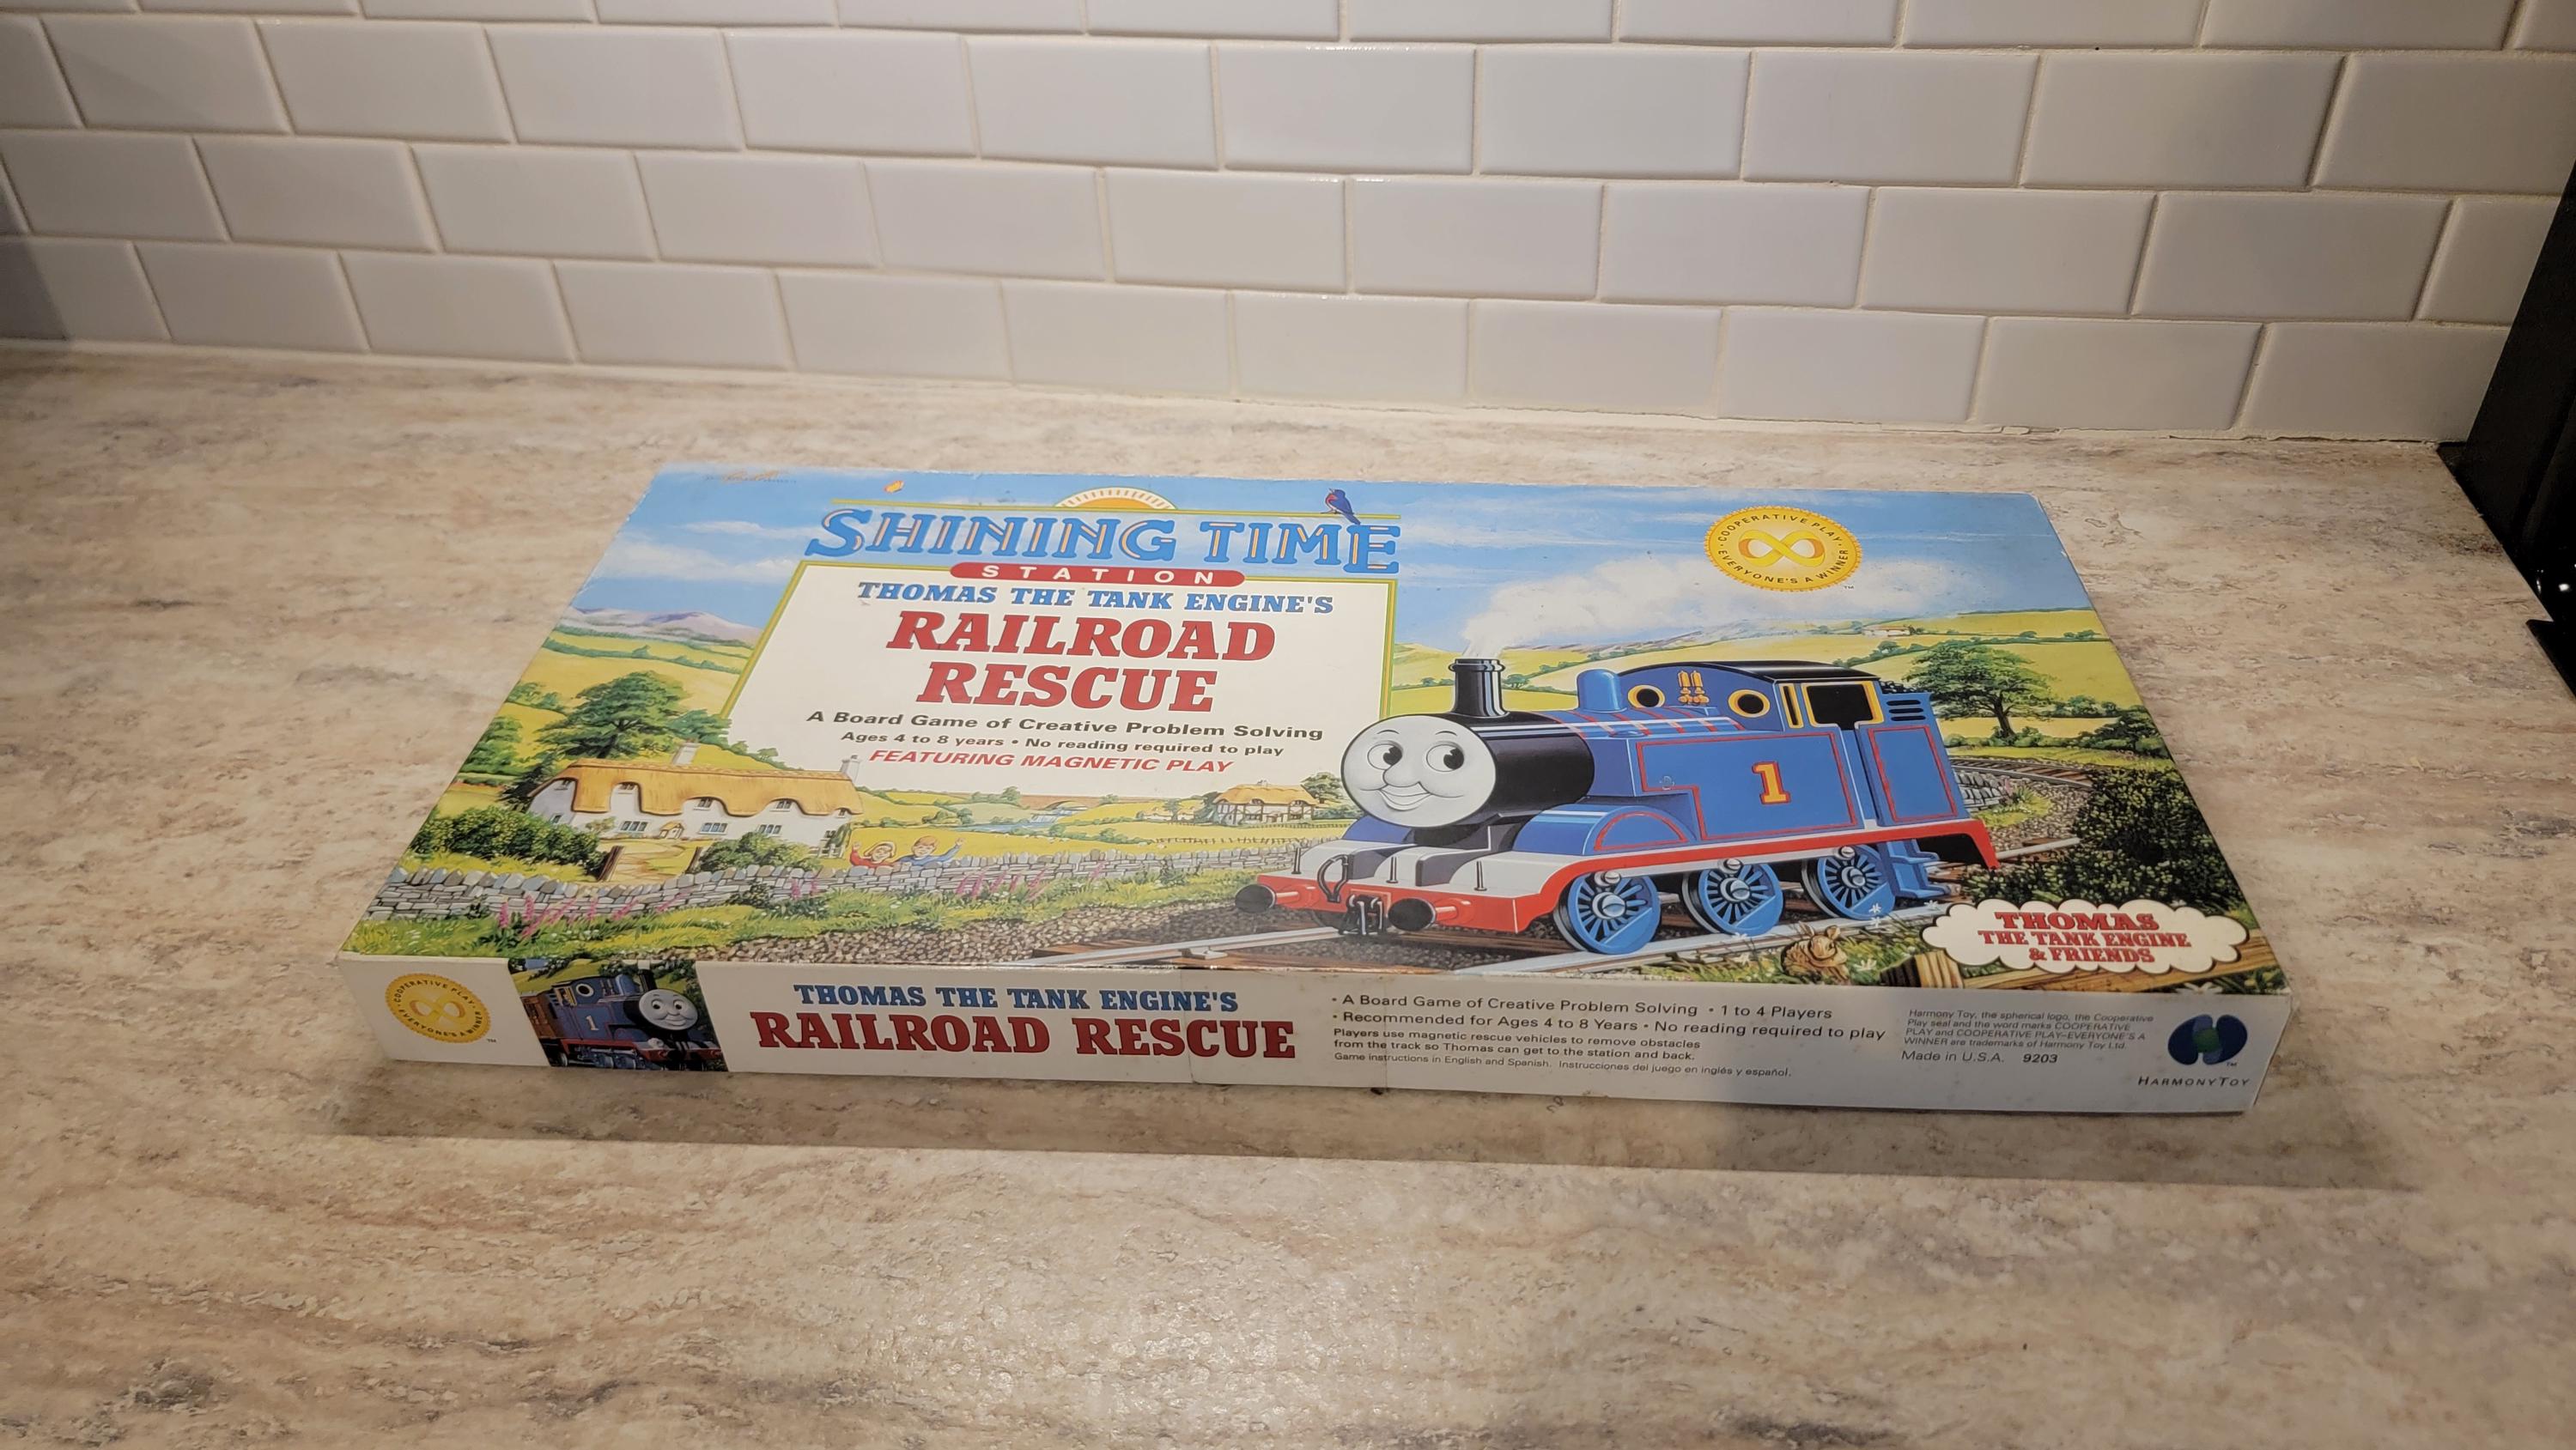 SHINING TIME
STATION
THOMAS THE TANK ENGINE'S
RAILROAD
RESCUE
A Board Game of Creative Problem Solving
Ages 4 to 8 years • No reading required to play
FEATURING MAGNETIC PLAY
• COOPERATIVE PLAY •
EVERYONE'S A WINNER
TM
1
THOMAS
THE TANK ENGINE
& FRIENDS
• COOPERATIVE PLAY •
EVERYONE'S A WINNER
TM
1
THOMAS THE TANK ENGINE'S
RAILROAD RESCUE
• A Board Game of Creative Problem Solving • 1 to 4 Players
• Recommended for Ages 4 to 8 Years • No reading required to play
Players use magnetic rescue vehicles to remove obstacles
from the track so Thomas can get to the station and back.
Game instructions in English and Spanish. Instrucciones del juego en inglés y español.
Harmony Toy, the spherical logo, the Cooperative
Play seal and the word marks COOPERATIVE
PLAY and COOPERATIVE PLAY–EVERYONE'S A
WINNER are trademarks of Harmony Toy Ltd.
Made in U.S.A. 9203
TM
HARMONYTOY